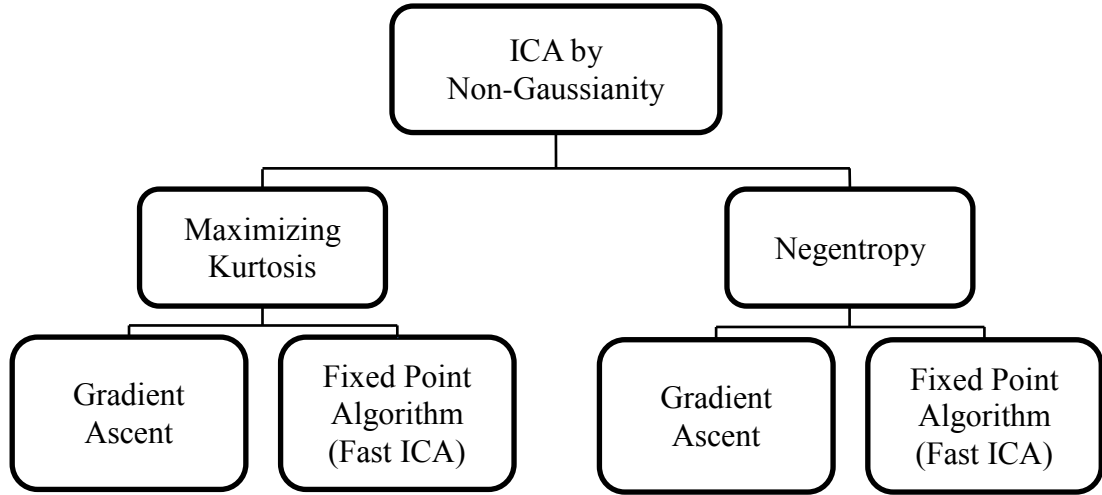 ICA by
Non-Gaussianity
Maximizing
Kurtosis
Negentropy
Gradient
Ascent
Fixed Point
Algorithm
(Fast ICA)
Gradient
Ascent
Fixed Point
Algorithm
(Fast ICA)